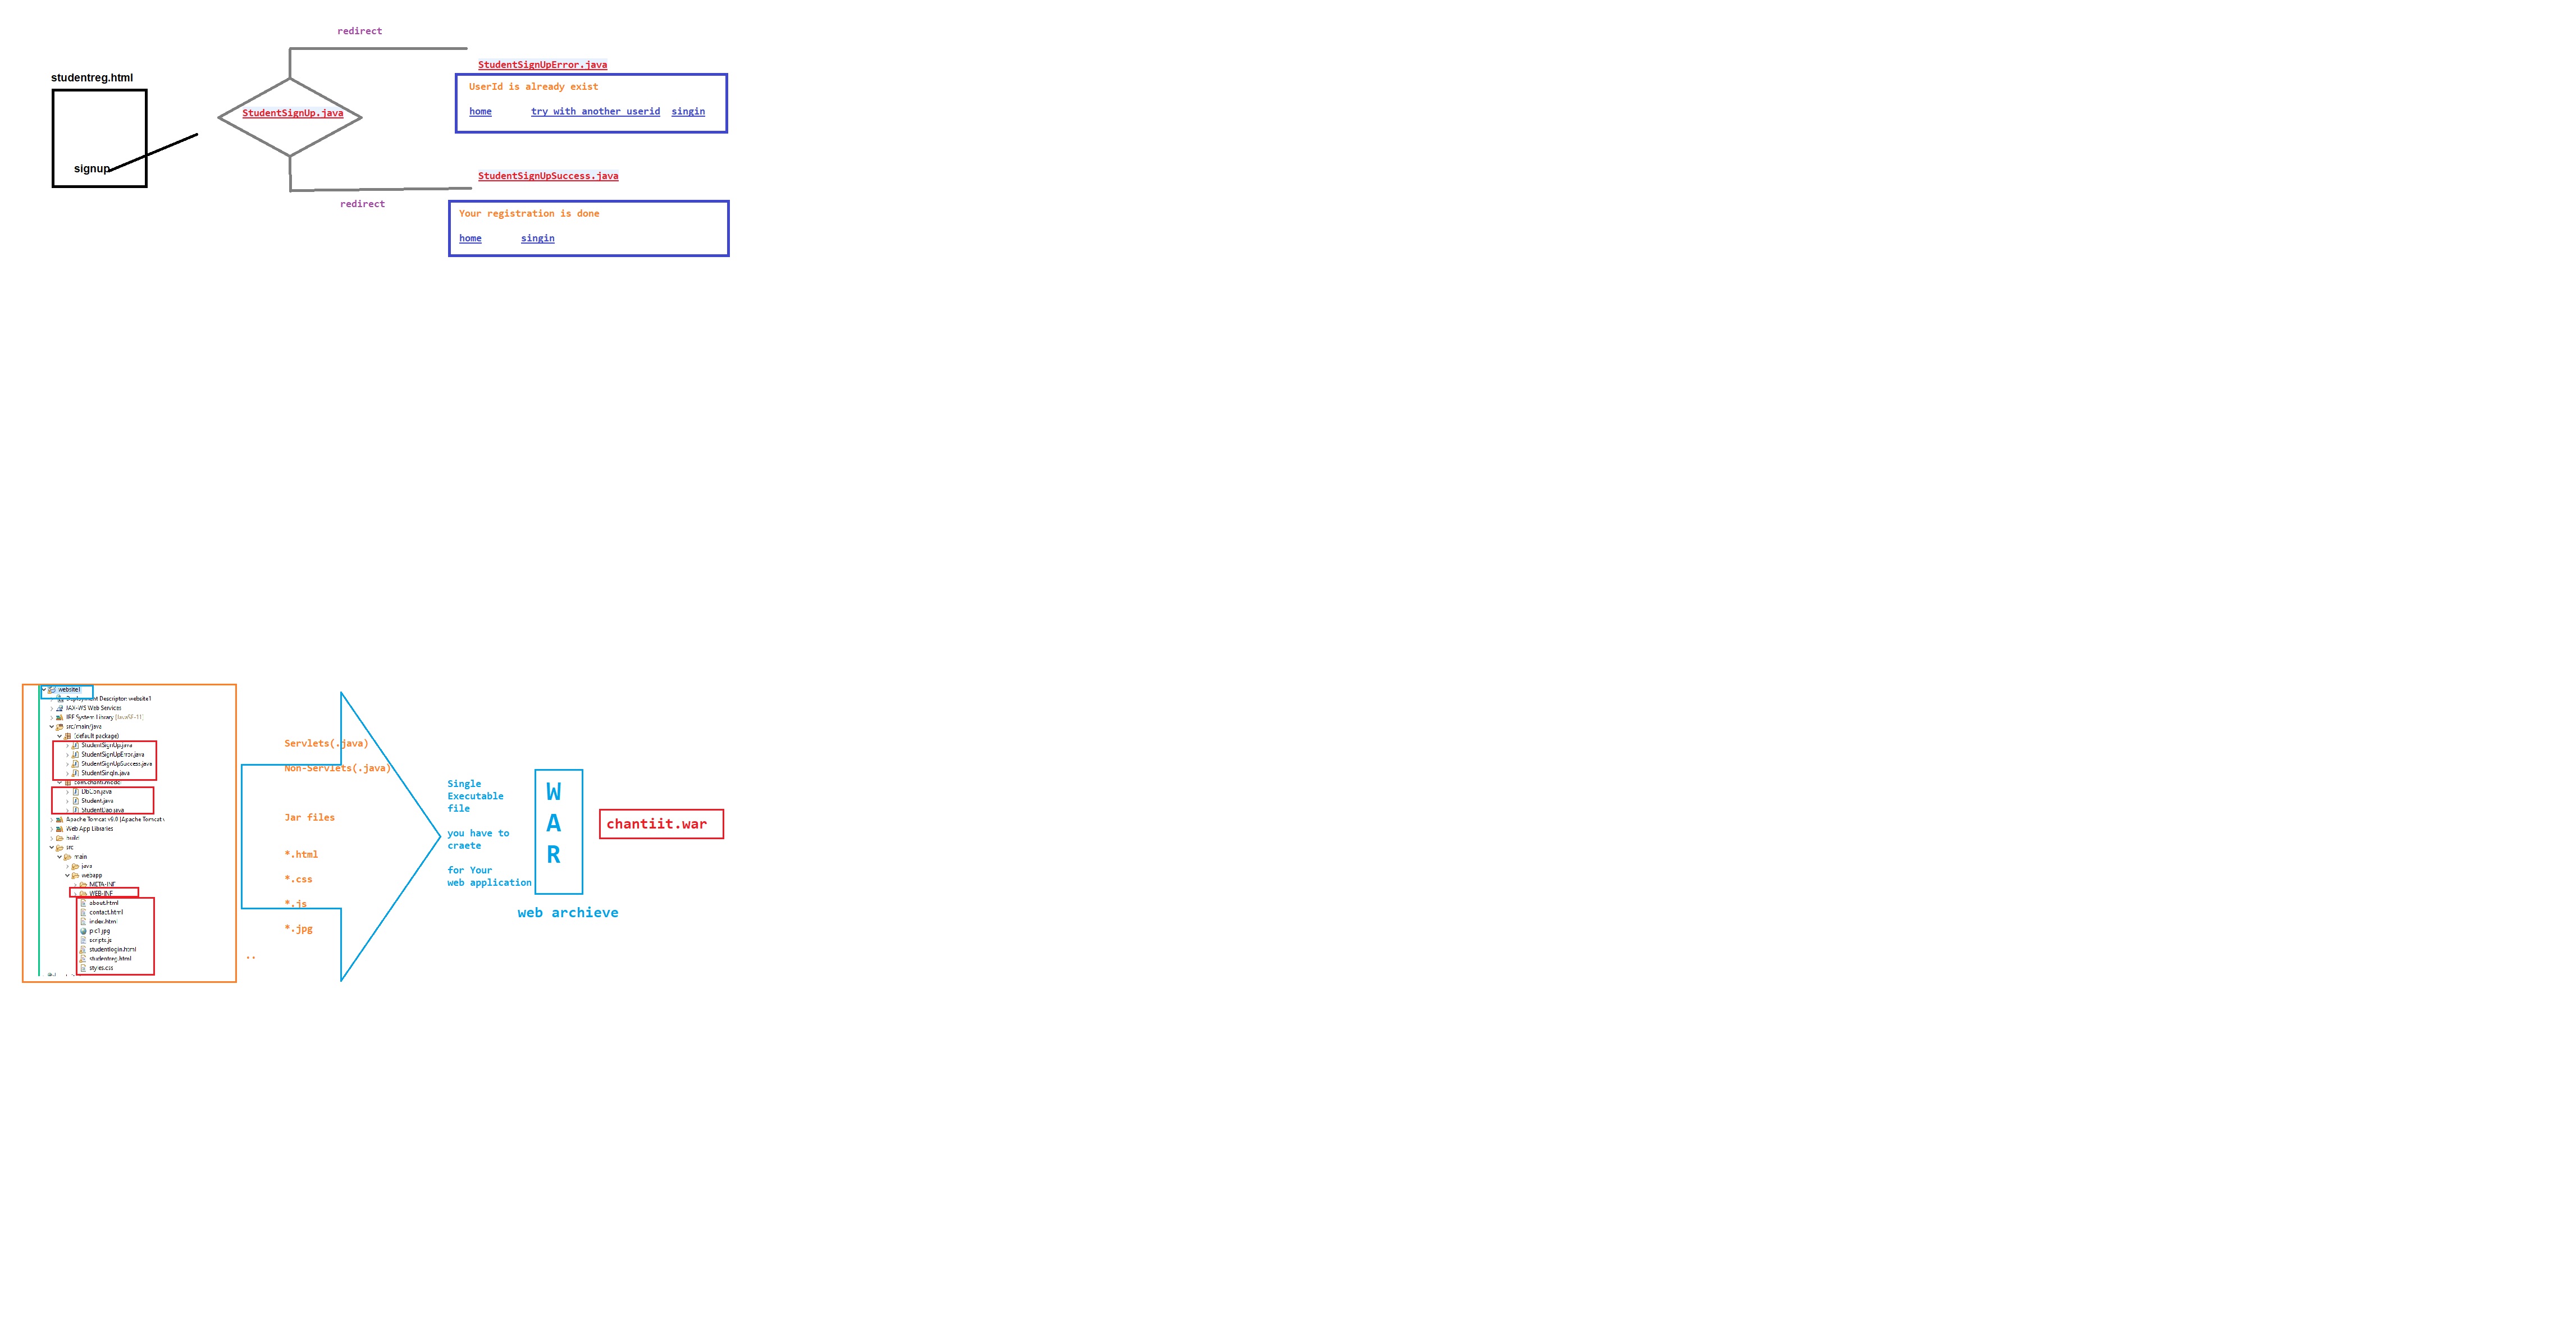 redirect
StudentSignUpError.java
studentreg.html
UserId is already exist
home try with another userid singin
StudentSignUp.java
signup
StudentSignUpSuccess.java
redirect
Your registration is done
home singin
website1
Deployment Descriptor: website1
JAX-WS Web Services
JRE System Library [JavaSE-11]
src/main/java
(default package)
StudentSignUp.java
StudentSignUpError.java
StudentSignUpSuccess.java
StudentSingIn.java
DbCon.java
Student.java
StudentDao.java
Apache Tomcat v9.0 [Apache Tomcat v
Web App Libraries
build
src
main
java
webapp
META-INF
WEB-INF
about.html
contact.html
index.html
pic1.jpg
scripts.js
studentlogin.html
studentreg.html
styles.css
Servlets(.java)
Non-Servlets(.java)
Jar files
*.html
*.css
*.js
*.jpg
..
Single
Executable
file
you have to
craete
for Your
web application
W
A
R
chantiit.war
web archieve